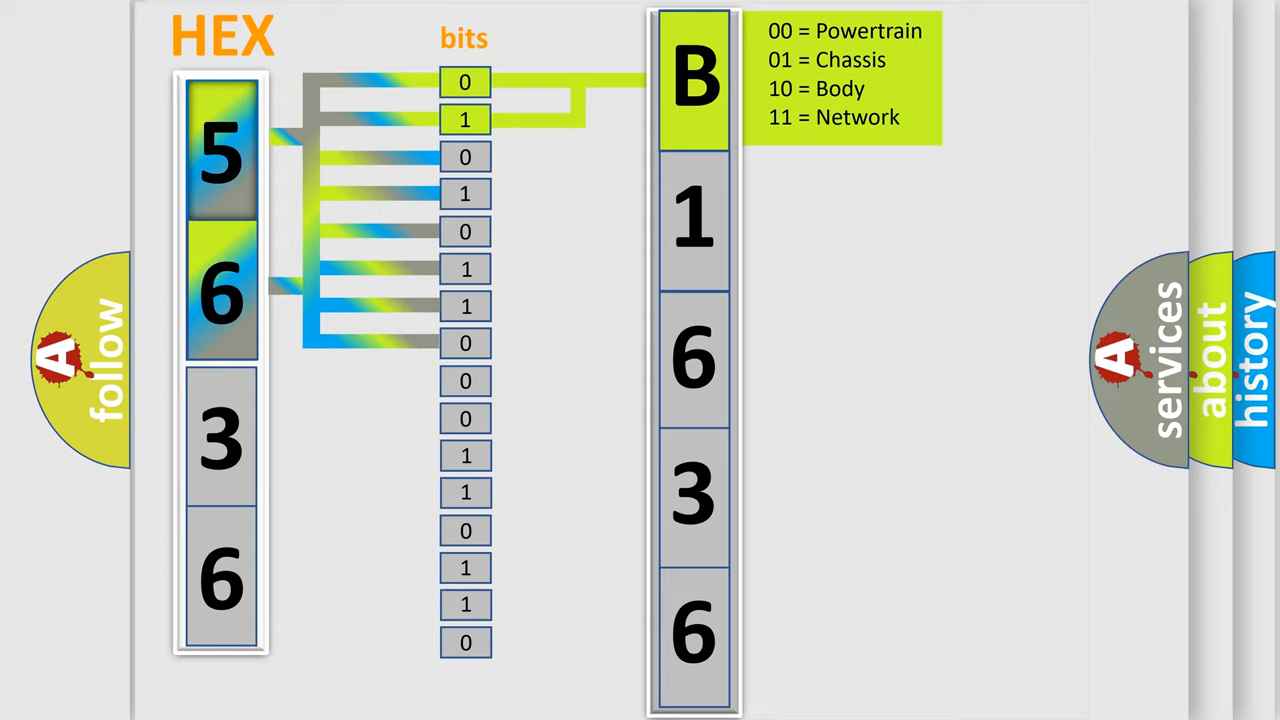 HEX
bits
5
6
3
6
0
1
0
1
0
1
1
0
0
0
1
1
0
1
1
0
B
1
6
3
6
00 = Powertrain
01 = Chassis
10 = Body
11 = Network
A
follow
A
services
about
history